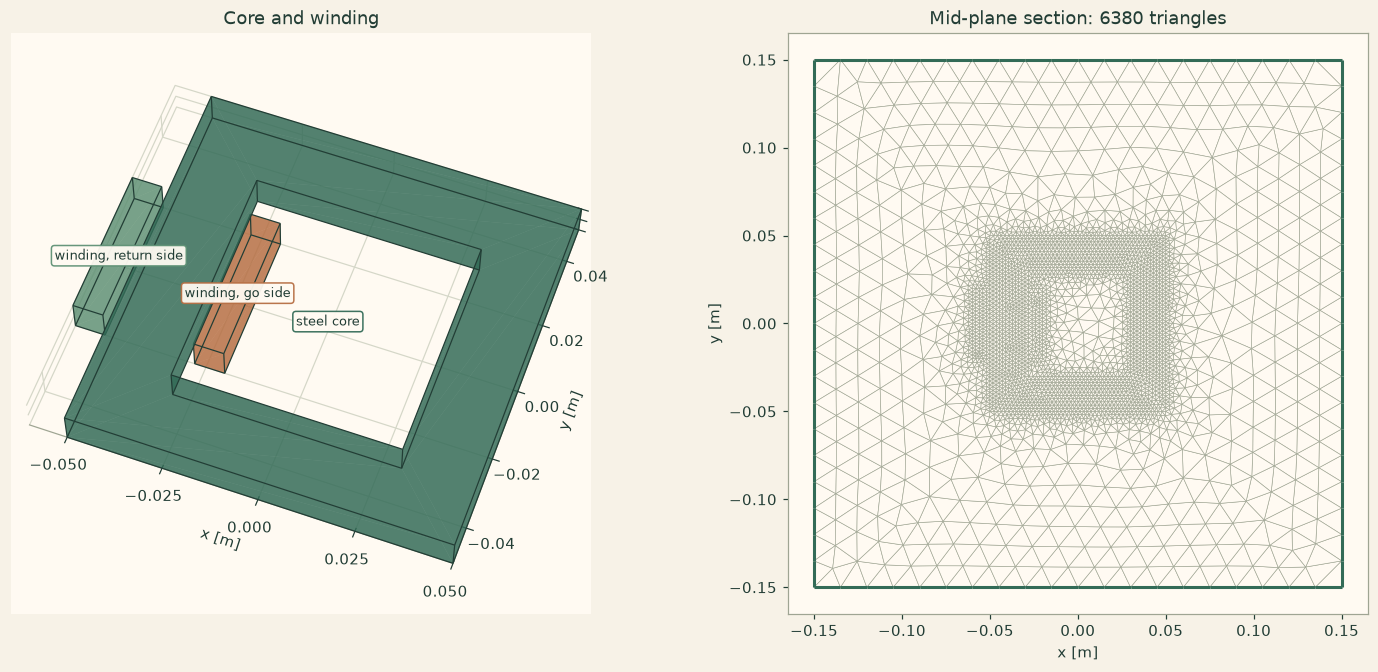 Core and winding
winding, return side
winding, go side
steel core
0.04
0.02
0.00
−0.02
−0.04
y [m]
−0.050
−0.025
0.000
0.025
0.050
x [m]
Mid-plane section: 6380 triangles
0.15
0.10
0.05
0.00
−0.05
−0.10
−0.15
y [m]
−0.15
−0.10
−0.05
0.00
0.05
0.10
0.15
x [m]